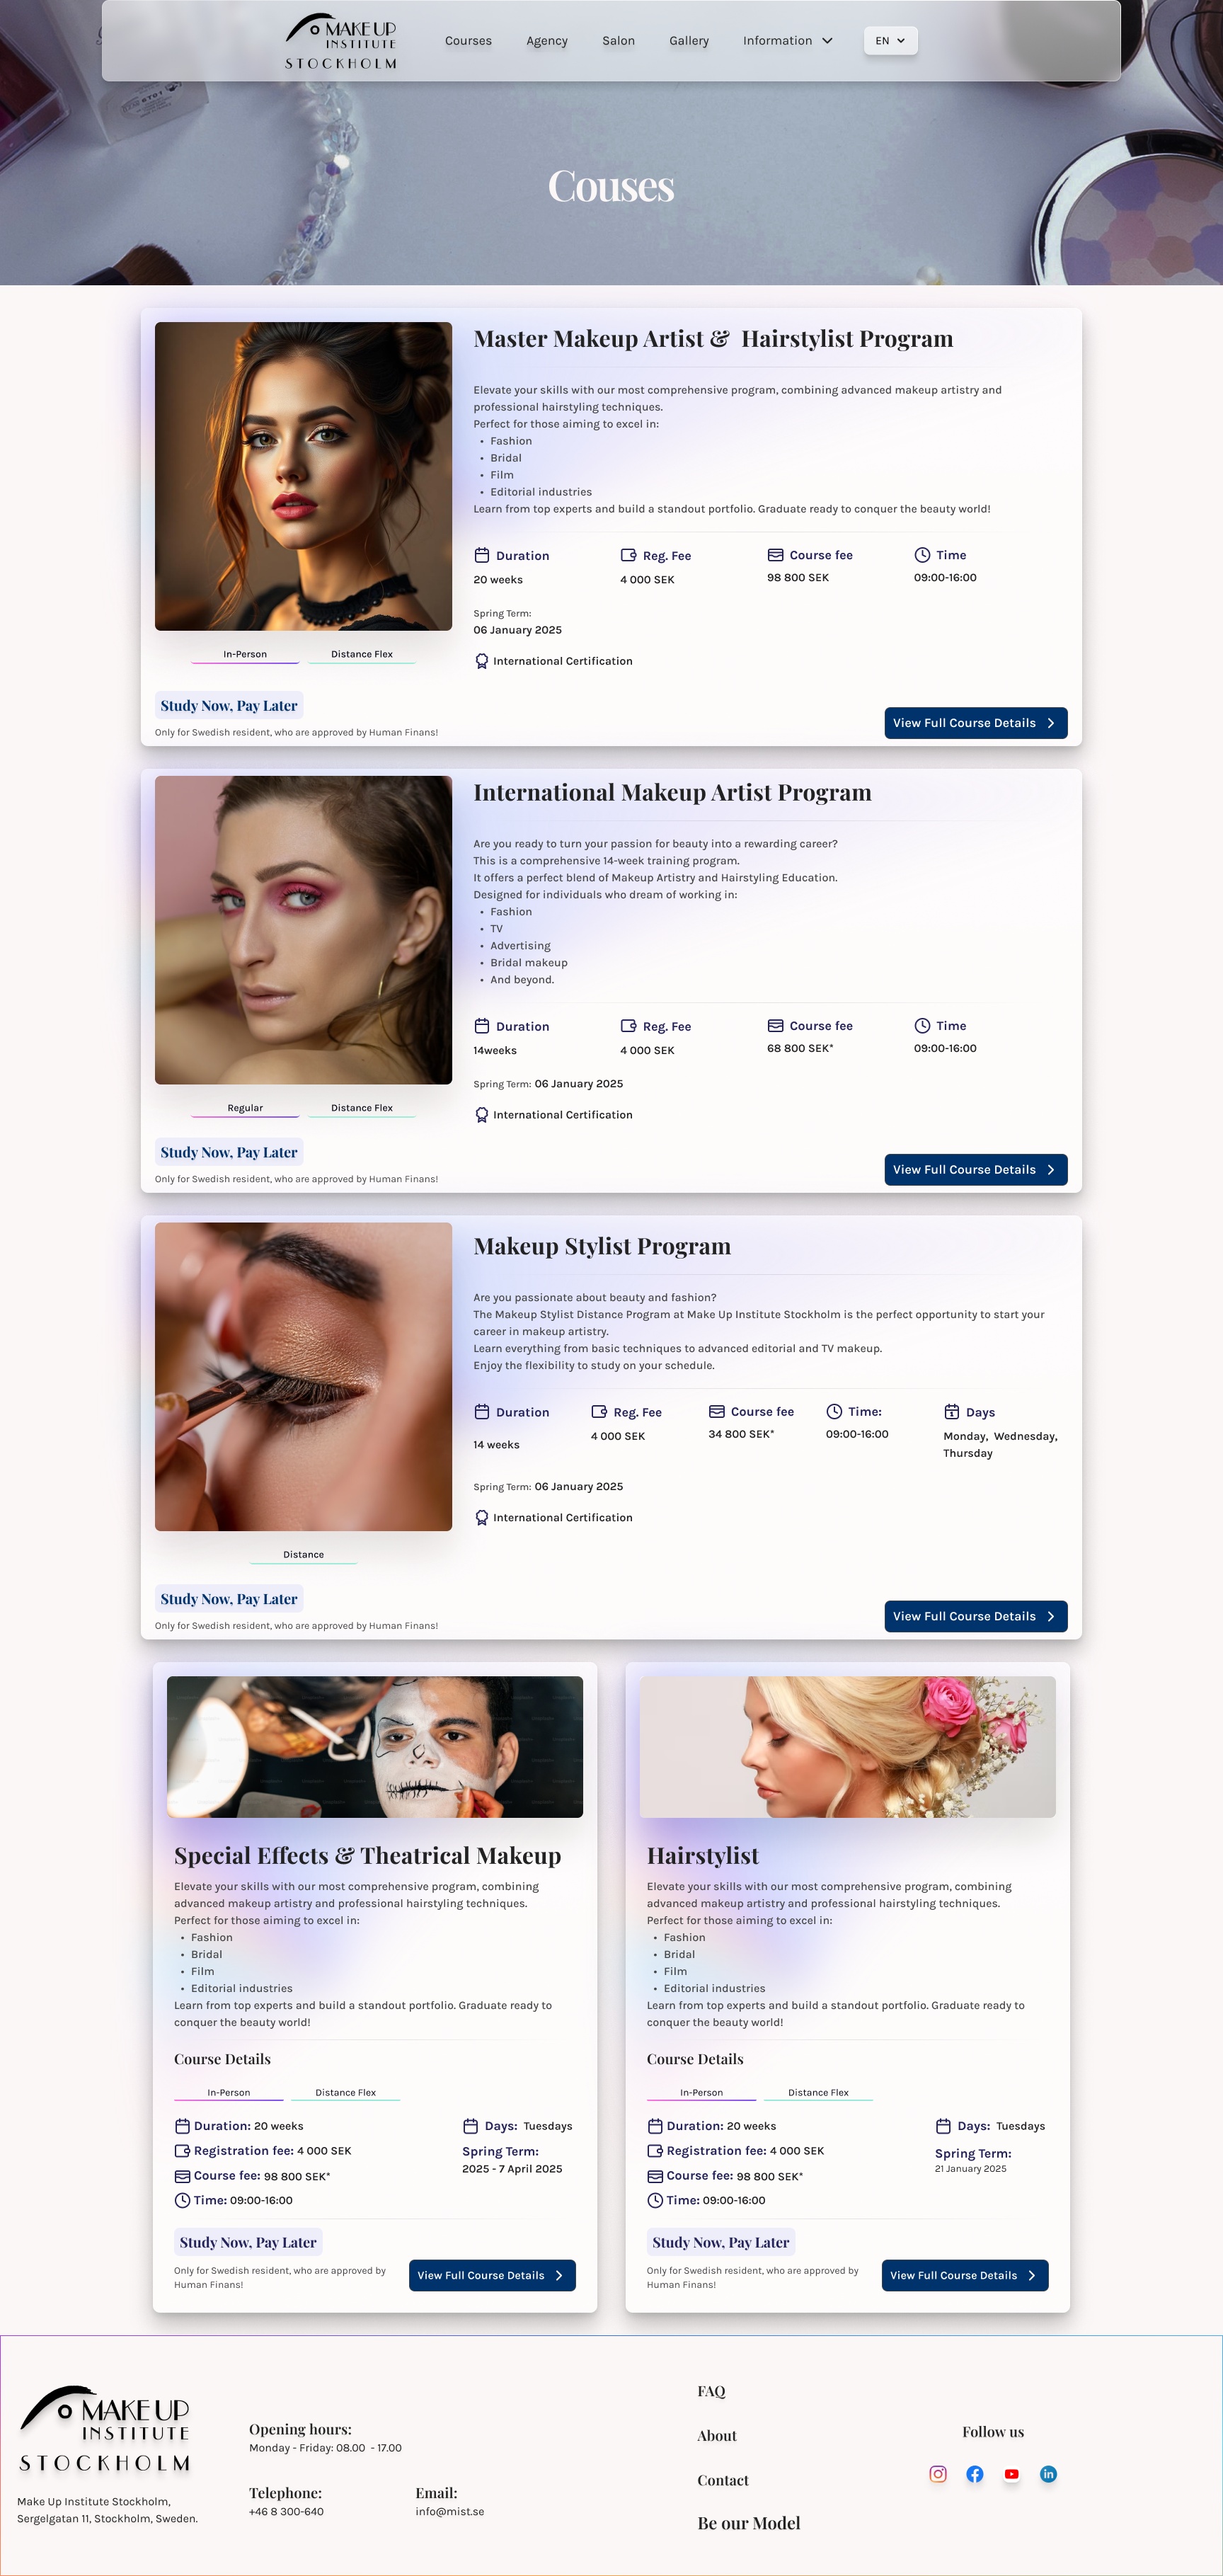 MAKE UP
INSTITUTE
STOCKHOLM
Courses
Agency
Salon
Gallery
Information
EN
Couses
Master Makeup Artist & Hairstylist Program
Elevate your skills with our most comprehensive program, combining advanced makeup artistry and
professional hairstyling techniques.
Perfect for those aiming to excel in:
• Fashion
• Bridal
• Film
• Editorial industries
Learn from top experts and build a standout portfolio. Graduate ready to conquer the beauty world!
Duration
20 weeks
Reg. Fee
4 000 SEK
Course fee
98 800 SEK
Time
09:00-16:00
Spring Term:
06 January 2025
International Certification
In-Person
Distance Flex
Study Now, Pay Later
Only for Swedish resident, who are approved by Human Finans!
View Full Course Details
International Makeup Artist Program
Are you ready to turn your passion for beauty into a rewarding career?
This is a comprehensive 14-week training program.
It offers a perfect blend of Makeup Artistry and Hairstyling Education.
Designed for individuals who dream of working in:
• Fashion
• TV
• Advertising
• Bridal makeup
• And beyond.
Duration
14weeks
Reg. Fee
4 000 SEK
Course fee
68 800 SEK*
Time
09:00-16:00
Spring Term: 06 January 2025
International Certification
Regular
Distance Flex
Study Now, Pay Later
Only for Swedish resident, who are approved by Human Finans!
View Full Course Details
Makeup Stylist Program
Are you passionate about beauty and fashion?
The Makeup Stylist Distance Program at Make Up Institute Stockholm is the perfect opportunity to start your
career in makeup artistry.
Learn everything from basic techniques to advanced editorial and TV makeup.
Enjoy the flexibility to study on your schedule.
Duration
14 weeks
Reg. Fee
4 000 SEK
Course fee
34 800 SEK*
Time:
09:00-16:00
Days
Monday, Wednesday,
Thursday
Spring Term: 06 January 2025
International Certification
Distance
Study Now, Pay Later
Only for Swedish resident, who are approved by Human Finans!
View Full Course Details
Special Effects & Theatrical Makeup
Elevate your skills with our most comprehensive program, combining
advanced makeup artistry and professional hairstyling techniques.
Perfect for those aiming to excel in:
• Fashion
• Bridal
• Film
• Editorial industries
Learn from top experts and build a standout portfolio. Graduate ready to
conquer the beauty world!
Course Details
In-Person
Distance Flex
Duration: 20 weeks
Registration fee: 4 000 SEK
Course fee: 98 800 SEK*
Time: 09:00-16:00
Days: Tuesdays
Spring Term:
2025 - 7 April 2025
Study Now, Pay Later
Only for Swedish resident, who are approved by
Human Finans!
View Full Course Details
Hairstylist
Elevate your skills with our most comprehensive program, combining
advanced makeup artistry and professional hairstyling techniques.
Perfect for those aiming to excel in:
• Fashion
• Bridal
• Film
• Editorial industries
Learn from top experts and build a standout portfolio. Graduate ready to
conquer the beauty world!
Course Details
In-Person
Distance Flex
Duration: 20 weeks
Registration fee: 4 000 SEK
Course fee: 98 800 SEK*
Time: 09:00-16:00
Days: Tuesdays
Spring Term:
21 January 2025
Study Now, Pay Later
Only for Swedish resident, who are approved by
Human Finans!
View Full Course Details
MAKE UP
INSTITUTE
STOCKHOLM
Make Up Institute Stockholm,
Sergelgatan 11, Stockholm, Sweden.
Opening hours:
Monday - Friday: 08.00 - 17.00
Telephone:
+46 8 300-640
Email:
info@mist.se
FAQ
About
Contact
Be our Model
Follow us